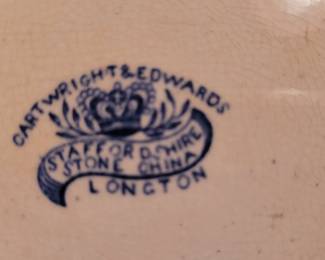 CARTWRIGHT & EDWARDS
STAFFORDSHIRE
STONE CHINA
LONGTON